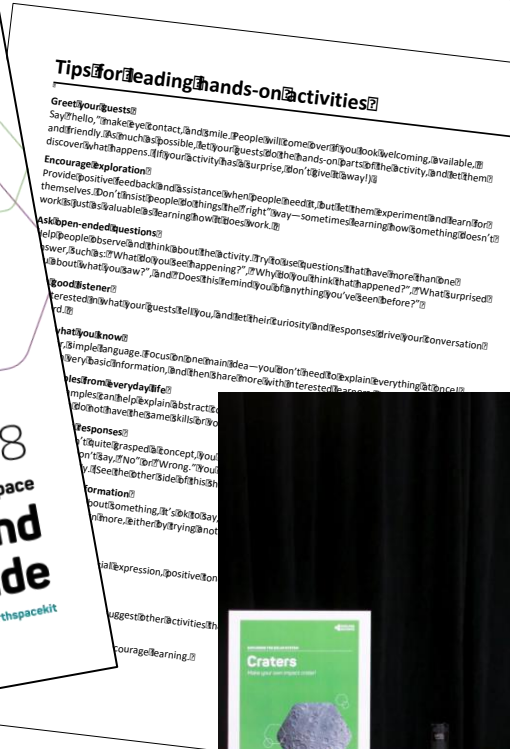 Tips for leading hands-on activities
Greet your guests
Say "hello," make eye contact, and smile. People will come over if you look welcoming, available,
and friendly. As much as possible, let your guests do the hands-on parts of the activity, and let them
discover what happens. (If your activity has a surprise, don't give it away!)
Encourage exploration
Provide positive feedback and assistance when people need it, but let them experiment and learn for
themselves. Don't insist people do things the "right" way—sometimes learning how something doesn't
work is just as valuable as learning how it does work.
Ask open-ended questions
elp people observe and think about the activity. Try to use questions that have more than one
swer, such as: "What do you see happening?", "Why do you think that happened?", "What surprised
u about what you saw?", and "Does this remind you of anything you've seen before?"
good listener
terested in what your guests tell you, and let their curiosity and responses drive your conversation
rd.
what you know
r, simple language. Focus on one main idea—you don't need to explain everything at once!
very basic information, and then share more with interested learners.
ples from everyday life
mples can help explain abstract
do not have the same skills or
responses
't quite grasped a concept, you
on't say, "No" or "Wrong." You
y. (See the other side of this sh
formation
bout something, it's ok to say,
n more, either by trying anot
ial expression, positive ton
uggest other activities th
courage learning.
8
pace
nd
de
thspacekit
Craters
Make your own impact crater!